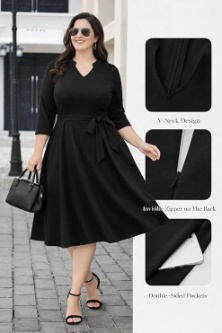 V-Neck Design
Invisible Zipper on The Back
Double-Sided Pockets